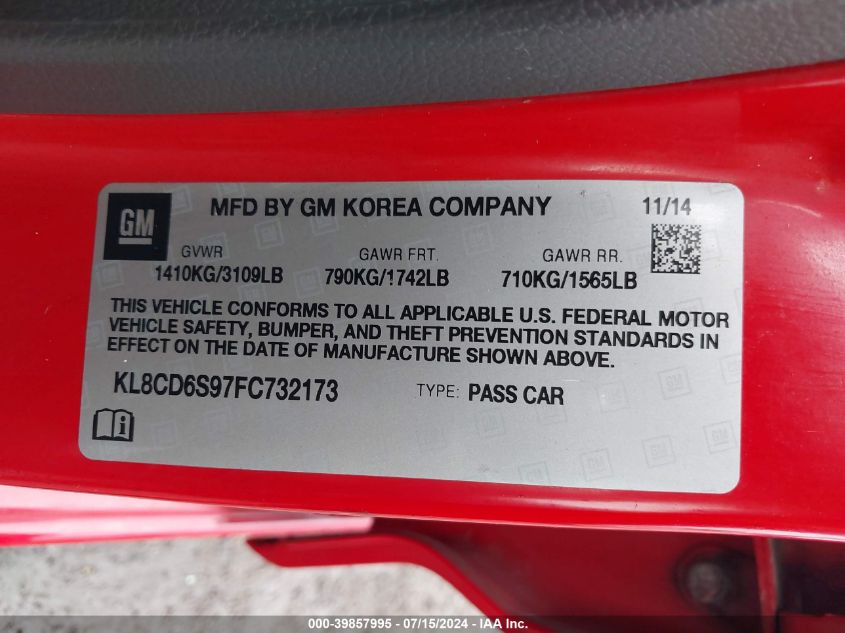 GM
MFD BY GM KOREA COMPANY 11/14
GVWR GAWR FRT. GAWR RR.
1410KG/3109LB 790KG/1742LB 710KG/1565LB
THIS VEHICLE CONFORMS TO ALL APPLICABLE U.S. FEDERAL MOTOR
VEHICLE SAFETY, BUMPER, AND THEFT PREVENTION STANDARDS IN
EFFECT ON THE DATE OF MANUFACTURE SHOWN ABOVE.
KL8CD6S97FC732173 TYPE: PASS CAR
000-39857995 - 07/15/2024 - IAA Inc.